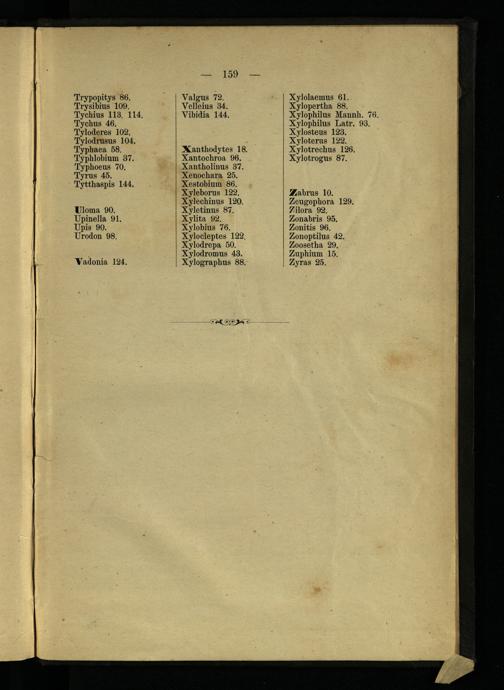 — 159 —
Trypopitys 86.
Trysibius 109.
Tychius 113, 114.
Tychus 46.
Tyloderes 102.
Tylodrusus 104.
Typhaea 58.
Typhlobium 37.
Typhoeus 70.
Tyrus 45.
Tytthaspis 144.
Uloma 90.
Upinella 91.
Upis 90.
Urodon 98.
Vadonia 124.
Valgus 72.
Velleius 34.
Vibidia 144.
Xanthodytes 18.
Xantochroa 96.
Xantholinus 37.
Xenochara 25.
Xestobium 86.
Xyleborus 122.
Xylechinus 120.
Xyletinus 87.
Xylita 92.
Xylobius 76.
Xylocleptes 122.
Xylodrepa 50.
Xylodromus 43.
Xylographus 88.
Xylolaemus 61.
Xylopertha 88.
Xylophilus Mannh. 76.
Xylophilus Latr. 93.
Xylosteus 123.
Xyloterus 122.
Xylotrechus 126.
Xylotrogus 87.
Zabrus 10.
Zeugophora 129.
Zilora 92.
Zonabris 95.
Zonitis 96.
Zonoptilus 42.
Zoosetha 29.
Zuphium 15.
Zyras 25.